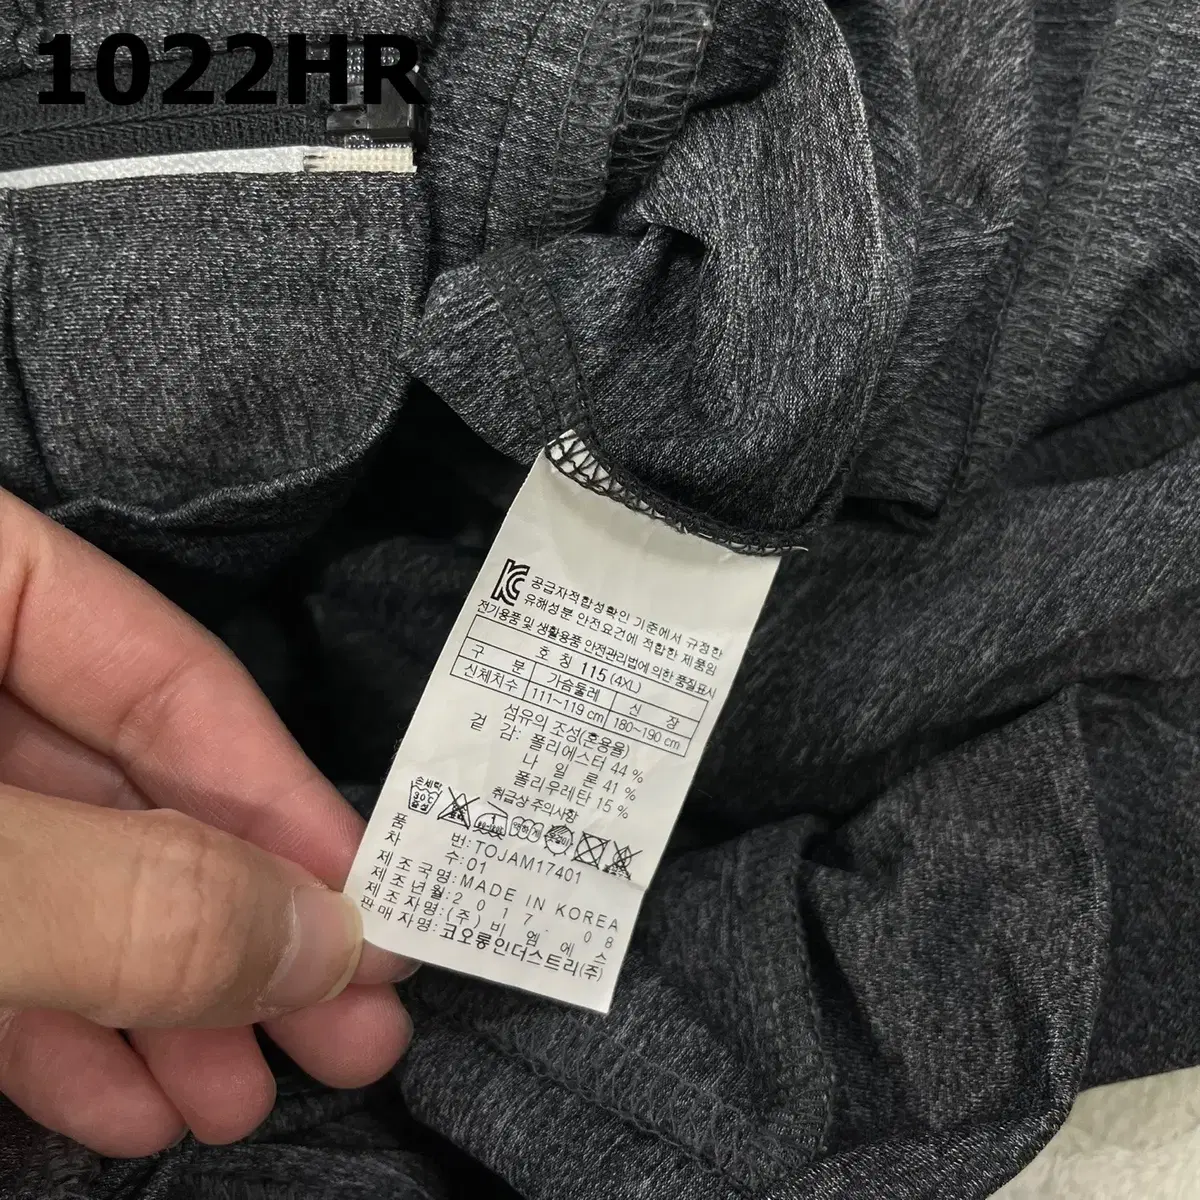 1022HR
공급자적합성확인 기준에서 규정한
유해성분 안전요건에 적합한 제품임
전기용품 및 생활용품 안전관리법에 의한 품질표시
호 칭 115 (4XL)
구 분 가슴둘레 신 장
신체치수 111~119 cm 180~190 cm
섬유의 조성(혼용율)
겉 감: 폴리에스터 44 %
나 일 론 41 %
폴리우레탄 15 %
취급상 주의사항
손세탁 30℃
품 번: TOJAM17401
차 수: 01
제조국명: MADE IN KOREA
제조년월: 2017 08
제조자명: (주)비엠에스
판매자명: 코오롱인더스트리(주)